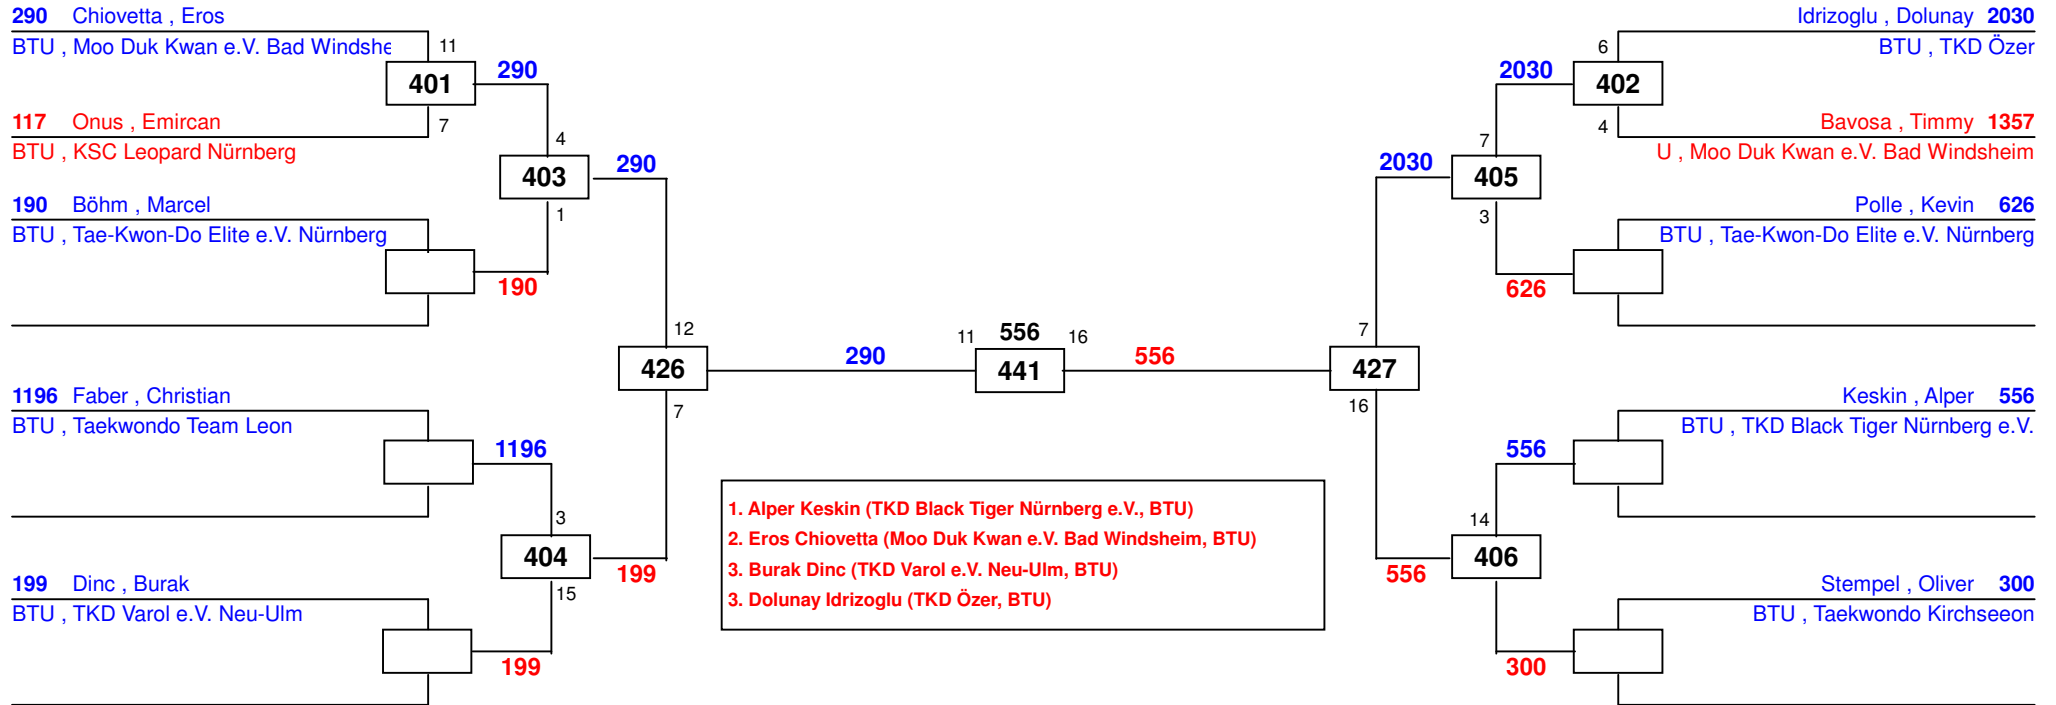 290 Chiovetta , Eros
BTU , Moo Duk Kwan e.V. Bad Windshe
11
401
290
7
117 Onus , Emircan
BTU , KSC Leopard Nürnberg
4
403
290
1
190 Böhm , Marcel
BTU , Tae-Kwon-Do Elite e.V. Nürnberg
190
12
426
290
7
1196 Faber , Christian
BTU , Taekwondo Team Leon
1196
3
404
199
15
199 Dinc , Burak
BTU , TKD Varol e.V. Neu-Ulm
199
11 556 16
441
556
1. Alper Keskin (TKD Black Tiger Nürnberg e.V., BTU)
2. Eros Chiovetta (Moo Duk Kwan e.V. Bad Windsheim, BTU)
3. Burak Dinc (TKD Varol e.V. Neu-Ulm, BTU)
3. Dolunay Idrizoglu (TKD Özer, BTU)
Idrizoglu , Dolunay 2030
BTU , TKD Özer
6
2030
402
4
Bavosa , Timmy 1357
U , Moo Duk Kwan e.V. Bad Windsheim
7
2030
405
3
Polle , Kevin 626
BTU , Tae-Kwon-Do Elite e.V. Nürnberg
626
7
427
16
Keskin , Alper 556
BTU , TKD Black Tiger Nürnberg e.V.
556
14
406
556
Stempel , Oliver 300
BTU , Taekwondo Kirchseeon
300